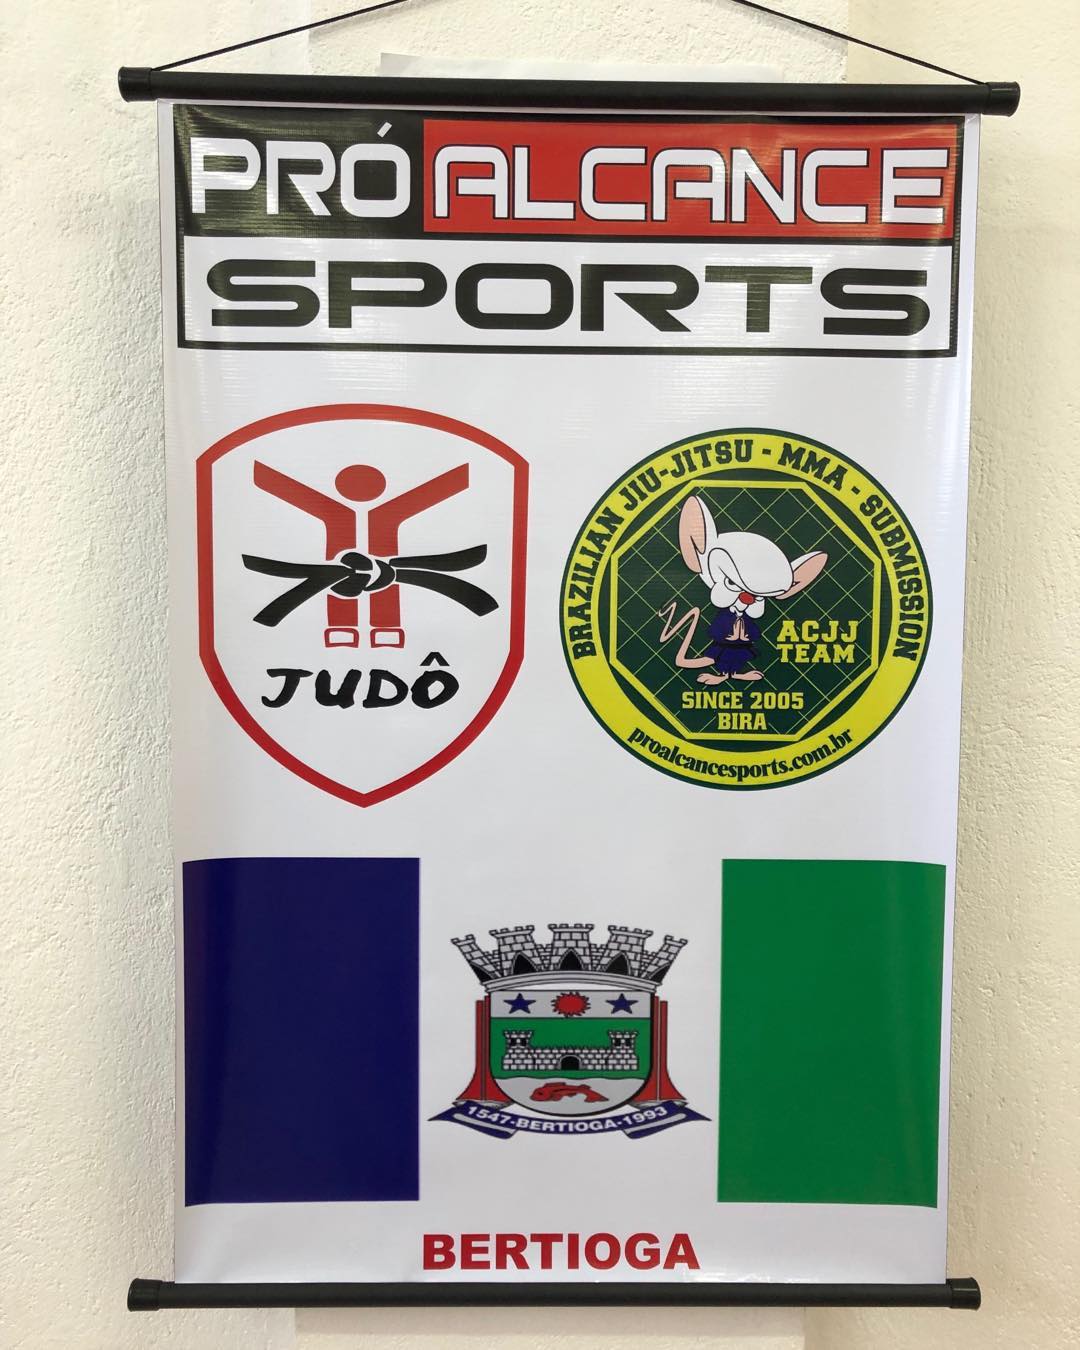 PRÓ ALCANCE
SPORTS
JUDÔ
BRAZILIAN JIU-JITSU - MMA - SUBMISSION
ACJJ
TEAM
SINCE 2005
BIRA
proalcancesports.com.br
1547-BERTIOGA-1993
BERTIOGA